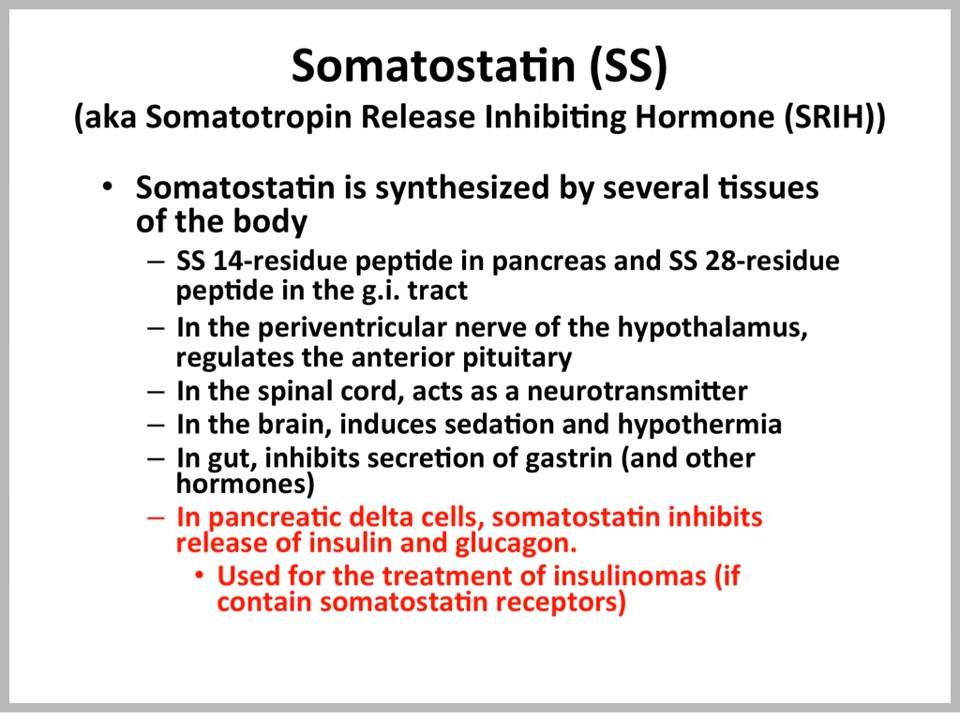 Somatostatin (SS)
(aka Somatotropin Release Inhibiting Hormone (SRIH))
• Somatostatin is synthesized by several tissues
of the body
– SS 14-residue peptide in pancreas and SS 28-residue
peptide in the g.i. tract
– In the periventricular nerve of the hypothalamus,
regulates the anterior pituitary
– In the spinal cord, acts as a neurotransmitter
– In the brain, induces sedation and hypothermia
– In gut, inhibits secretion of gastrin (and other
hormones)
– In pancreatic delta cells, somatostatin inhibits
release of insulin and glucagon.
• Used for the treatment of insulinomas (if
contain somatostatin receptors)